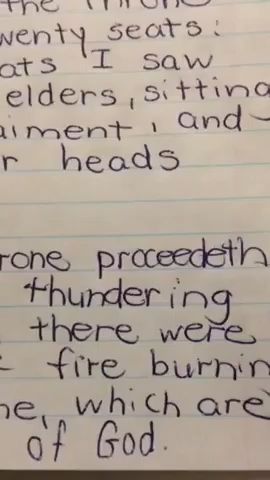 the Throne
wenty seats:
ats I saw
elders, sitting
aiment, and
r heads
rone proceedeth
thundering
there were
fire burnin
ne, which are
of God.